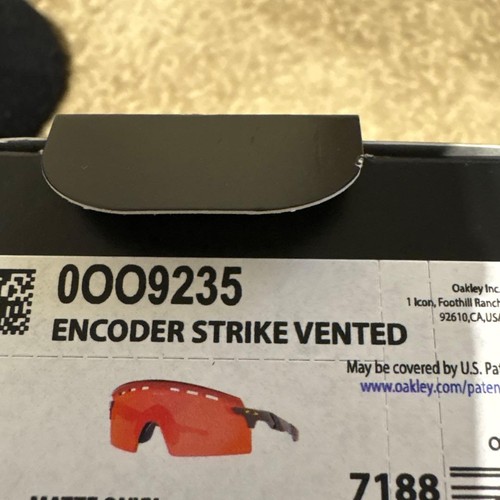 0OO9235
ENCODER STRIKE VENTED
Oakley Inc.
1 Icon, Foothill Ranch
92610,CA,USA
May be covered by U.S. Pat
www.oakley.com/paten
7188